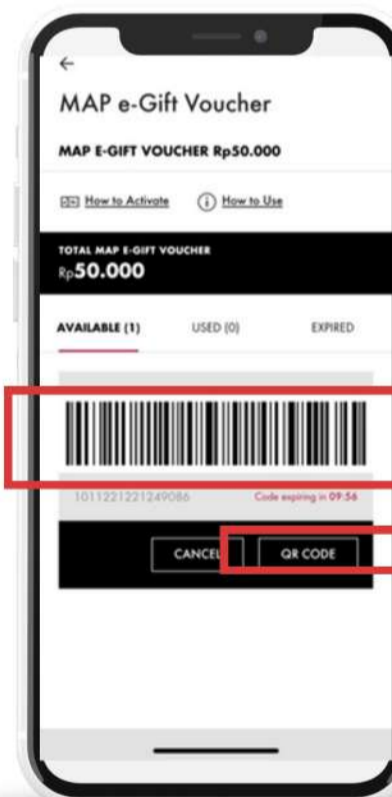 MAP e-Gift Voucher
MAP E-GIFT VOUCHER Rp50.000
How to Activate How to Use
TOTAL MAP E-GIFT VOUCHER
Rp50.000
AVAILABLE (1) USED (0) EXPIRED
1011221221249086 Code expiring in 09:56
CANCEL QR CODE